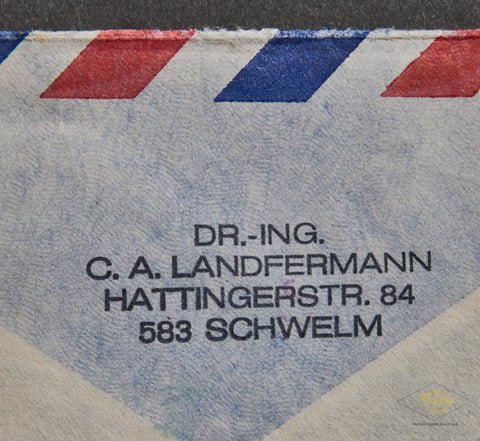 DR.-ING.
C. A. LANDFERMANN
HATTINGERSTR. 84
583 SCHWELM